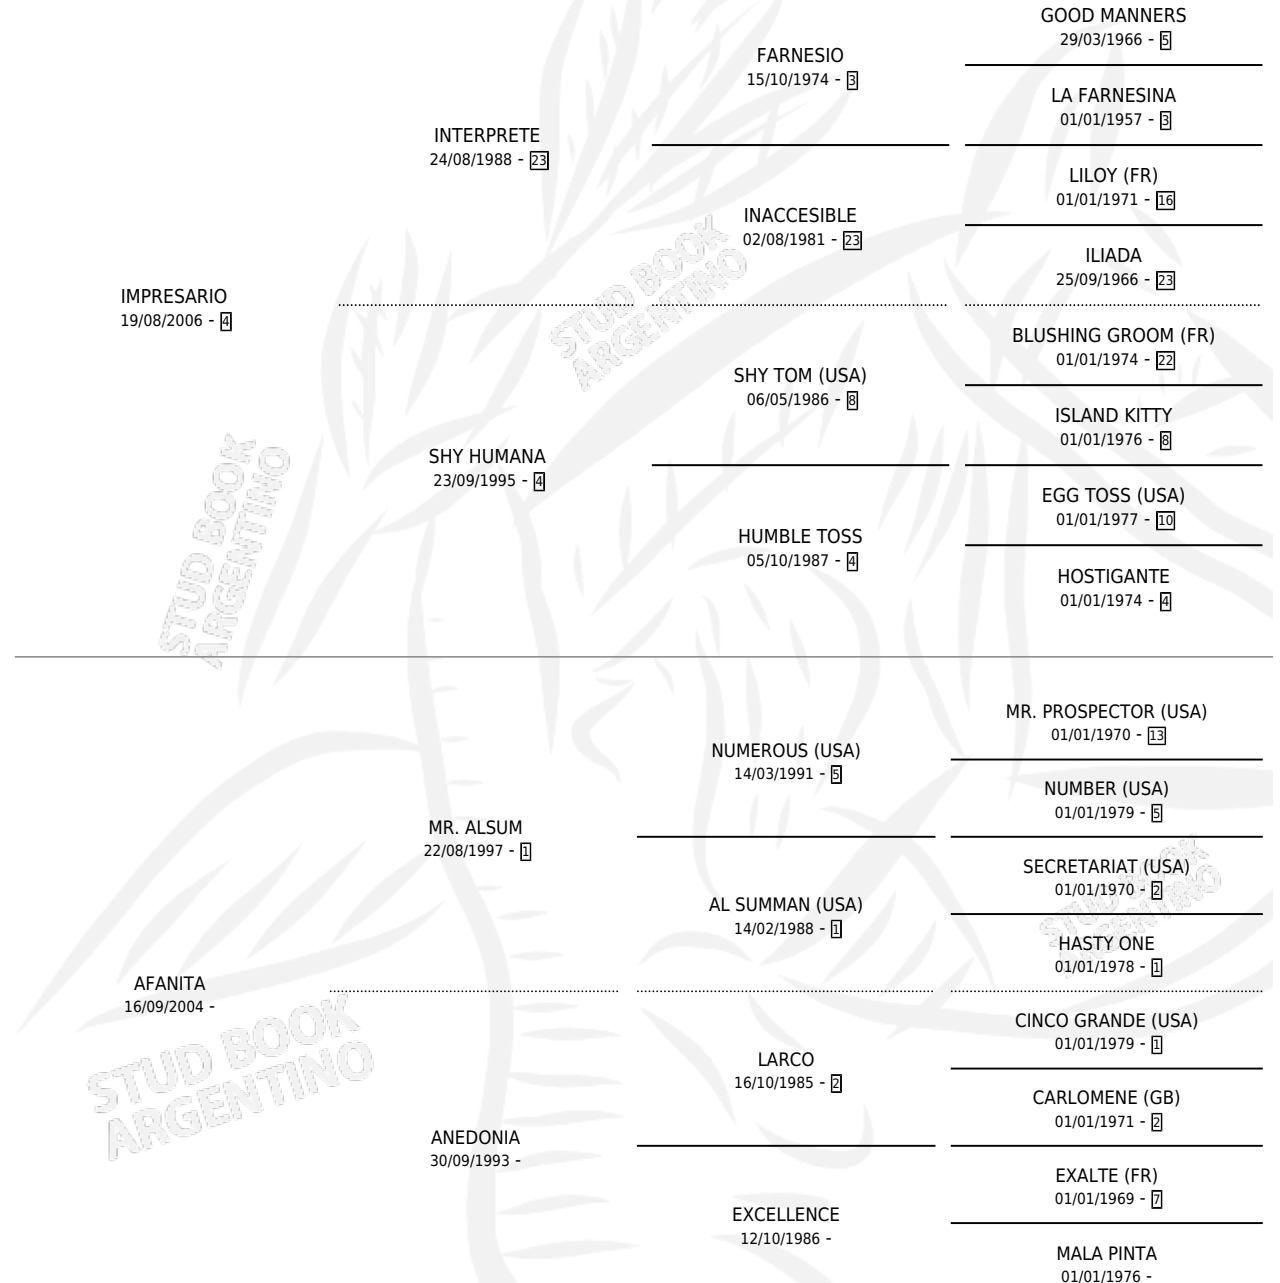 GOOD MANNERS
29/03/1966 - 5
FARNESIO
15/10/1974 - 3
LA FARNESINA
01/01/1957 - 3
INTERPRETE
24/08/1988 - 23
LILOY (FR)
01/01/1971 - 16
INACCESIBLE
02/08/1981 - 23
ILIADA
25/09/1966 - 23
IMPRESARIO
19/08/2006 - 4
BLUSHING GROOM (FR)
01/01/1974 - 22
SHY TOM (USA)
06/05/1986 - 8
ISLAND KITTY
01/01/1976 - 8
SHY HUMANA
23/09/1995 - 4
EGG TOSS (USA)
01/01/1977 - 10
HUMBLE TOSS
05/10/1987 - 4
HOSTIGANTE
01/01/1974 - 4
MR. PROSPECTOR (USA)
01/01/1970 - 13
NUMEROUS (USA)
14/03/1991 - 5
NUMBER (USA)
01/01/1979 - 5
MR. ALSUM
22/08/1997 - 1
SECRETARIAT (USA)
01/01/1970 - 2
AL SUMMAN (USA)
14/02/1988 - 1
HASTY ONE
01/01/1978 - 1
AFANITA
16/09/2004 -
CINCO GRANDE (USA)
01/01/1979 - 1
LARCO
16/10/1985 - 2
CARLOMENE (GB)
01/01/1971 - 2
ANEDONIA
30/09/1993 -
EXALTE (FR)
01/01/1969 - 7
EXCELLENCE
12/10/1986 -
MALA PINTA
01/01/1976 -
STUD BOOK
ARGENTINO
STUD BOOK
ARGENTINO
STUD BOOK
ARGENTINO
STUD BOOK
ARGENTINO